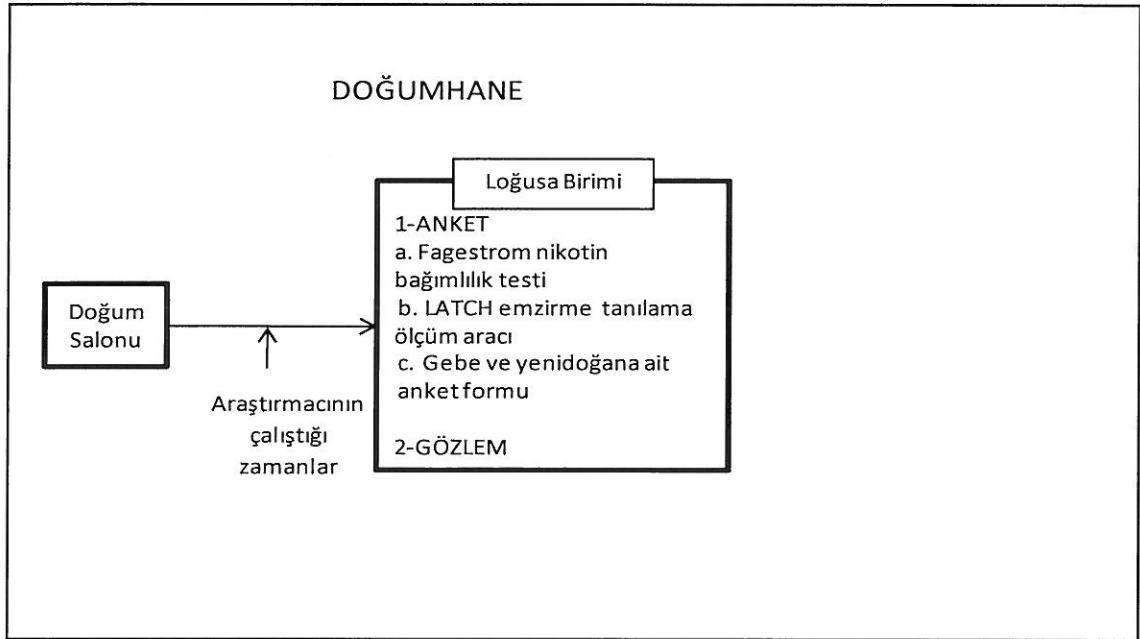 DOĞUMHANE
Doğum
Salonu
Araştırmacının
çalıştığı
zamanlar
Loğusa Birimi
1-ANKET
a. Fagestrom nikotin
bağımlılık testi
b. LATCH emzirme tanılama
ölçüm aracı
c. Gebe ve yenidoğana ait
anket formu
2-GÖZLEM